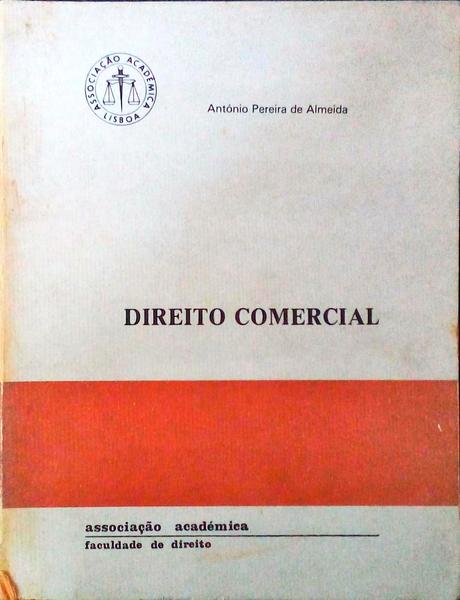 ASSOCIAÇÃO ACADÉMICA
LISBOA
António Pereira de Almeida
DIREITO COMERCIAL
associação académica
faculdade de direito